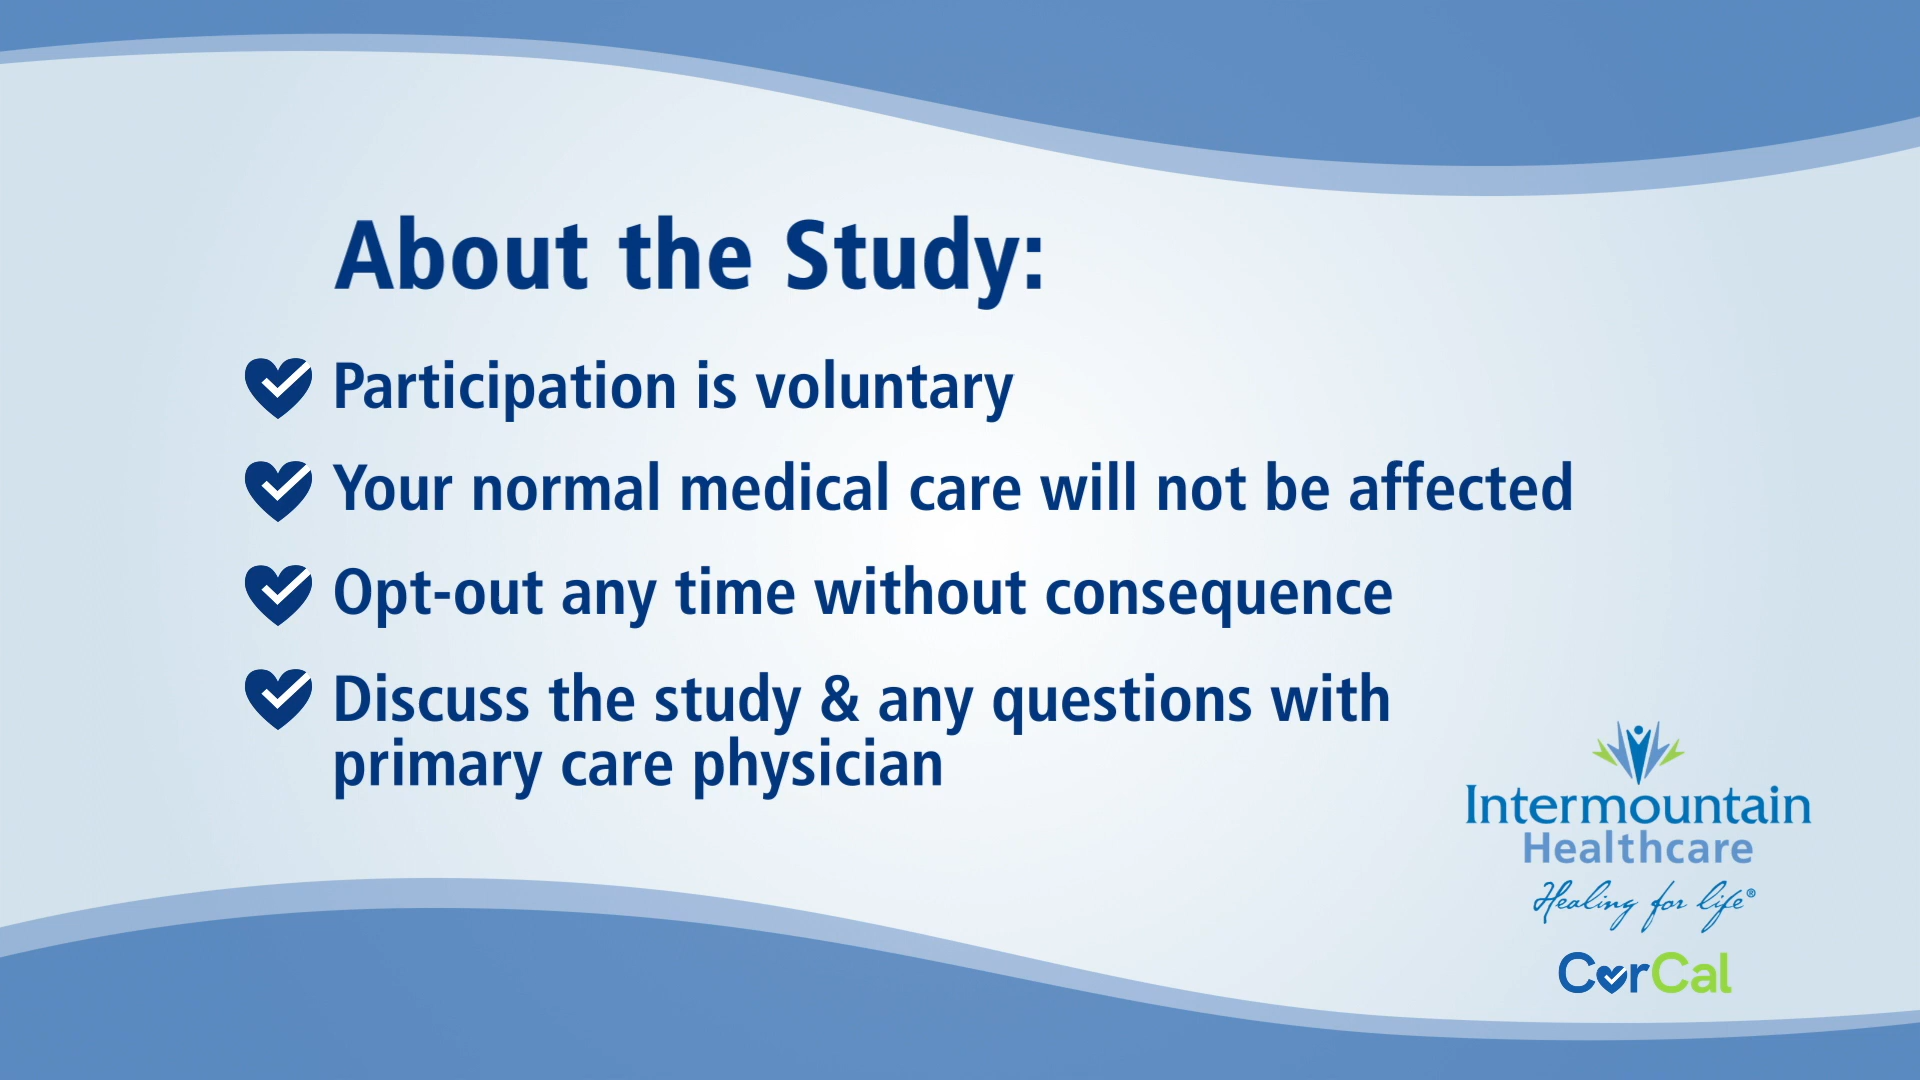 About the Study:
Participation is voluntary
Your normal medical care will not be affected
Opt-out any time without consequence
Discuss the study & any questions with
primary care physician
Intermountain
Healthcare
Healing for life®
CorCal